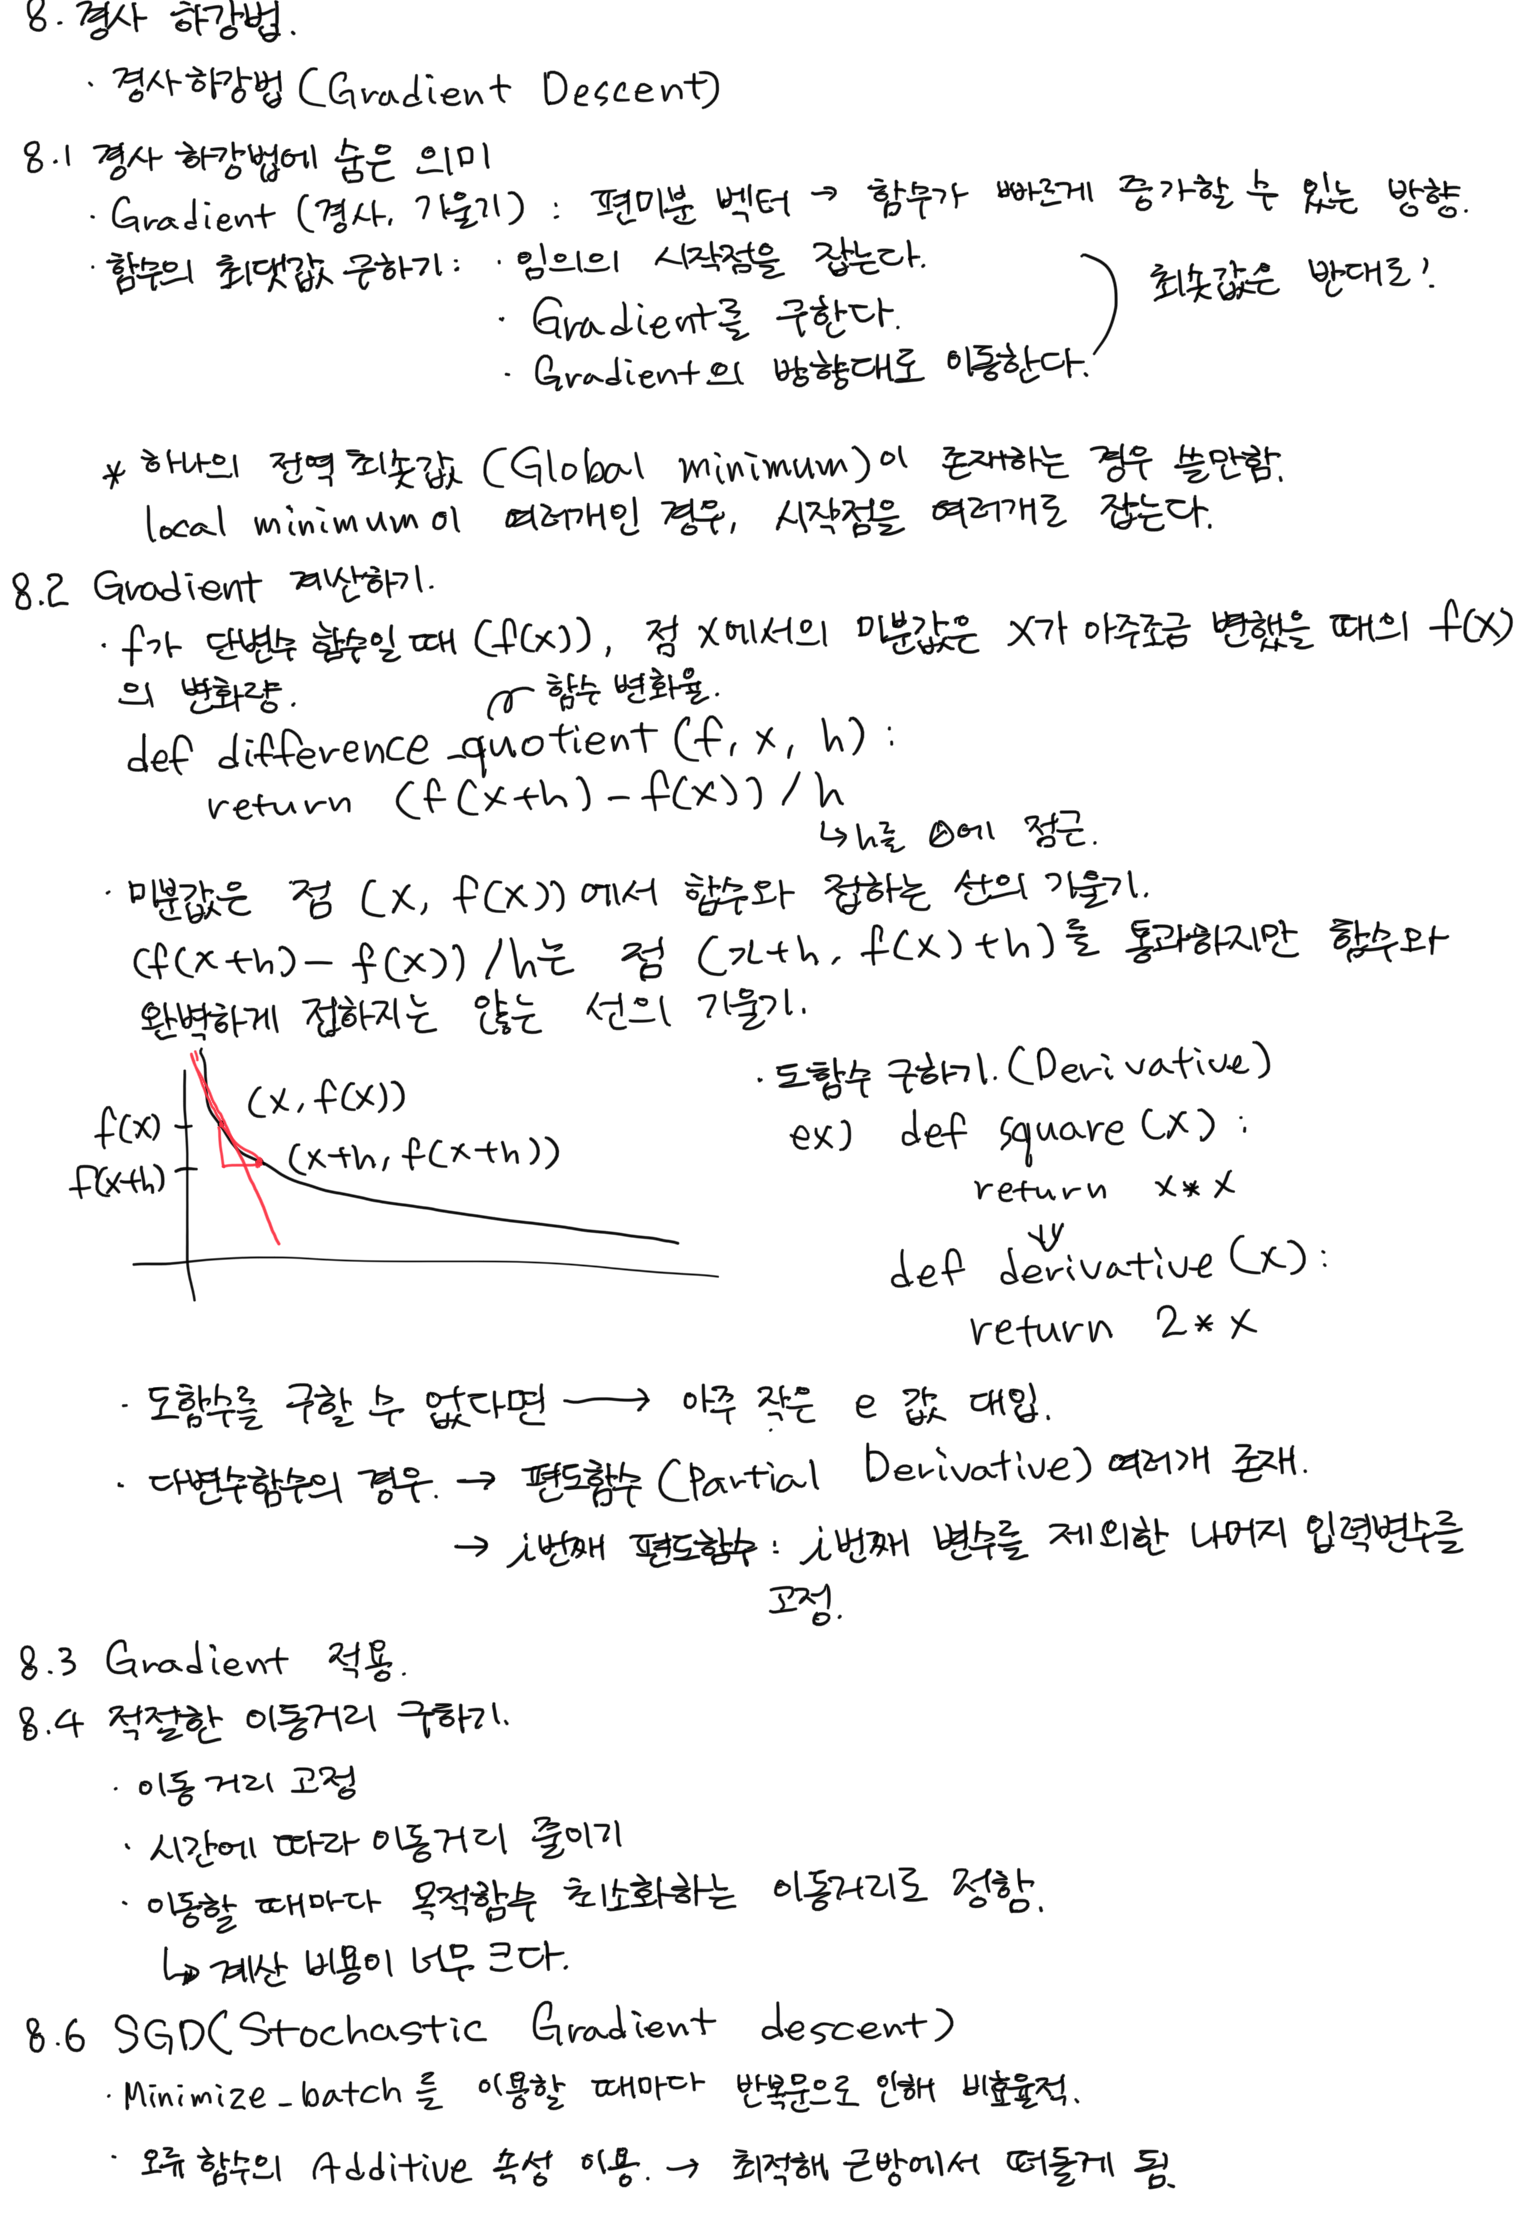 8. 경사 하강법.
· 경사하강법 (Gradient Descent)
8.1 경사 하강법에 숨은 의미
· Gradient (경사, 기울기) : 편미분 벡터 → 함수가 빠르게 증가할 수 있는 방향.
· 함수의 최댓값 구하기 : · 임의의 시작점을 잡는다.
· Gradient를 구한다.
· Gradient의 방향대로 이동한다.
최솟값은 반대로!
* 하나의 전역 최솟값 (Global minimum)이 존재하는 경우 쓸만함.
local minimum이 여러개인 경우, 시작점을 여러개로 잡는다.
8.2 Gradient 계산하기.
· f가 단변수 함수일 때 (f(x)), 점 x에서의 미분값은 x가 아주조금 변했을 때의 f(x)
의 변화량.
함수 변화율.
def difference_quotient (f, x, h) :
return (f(x+h) - f(x)) / h
↳ h를 0에 점근.
· 미분값은 점 (x, f(x))에서 함수와 접하는 선의 기울기.
(f(x+h) - f(x)) /h는 점 (x+h, f(x)+h)를 통과하지만 함수와
완벽하게 접하지는 않는 선의 기울기.
(x, f(x))
f(x)
(x+h, f(x+h))
f(x+h)
· 도함수 구하기. (Derivative)
ex) def square (x) :
return x * x
↓
def derivative (x) :
return 2 * x
· 도함수를 구할 수 없다면 → 아주 작은 e 값 대입.
· 다변수함수의 경우. → 편도함수 (Partial Derivative) 여러개 존재.
→ i번째 편도함수 : i번째 변수를 제외한 나머지 입력변수를
고정.
8.3 Gradient 적용.
8.4 적절한 이동거리 구하기.
· 이동거리 고정
· 시간에 따라 이동거리 줄이기
· 이동할 때마다 목적함수 최소화하는 이동거리로 정함.
↳ 계산 비용이 너무 크다.
8.6 SGD (Stochastic Gradient descent)
· Minimize_batch를 이용할 때마다 반복문으로 인해 비효율적.
· 오류 함수의 Additive 속성 이용. → 최적해 근방에서 떠돌게 됨.